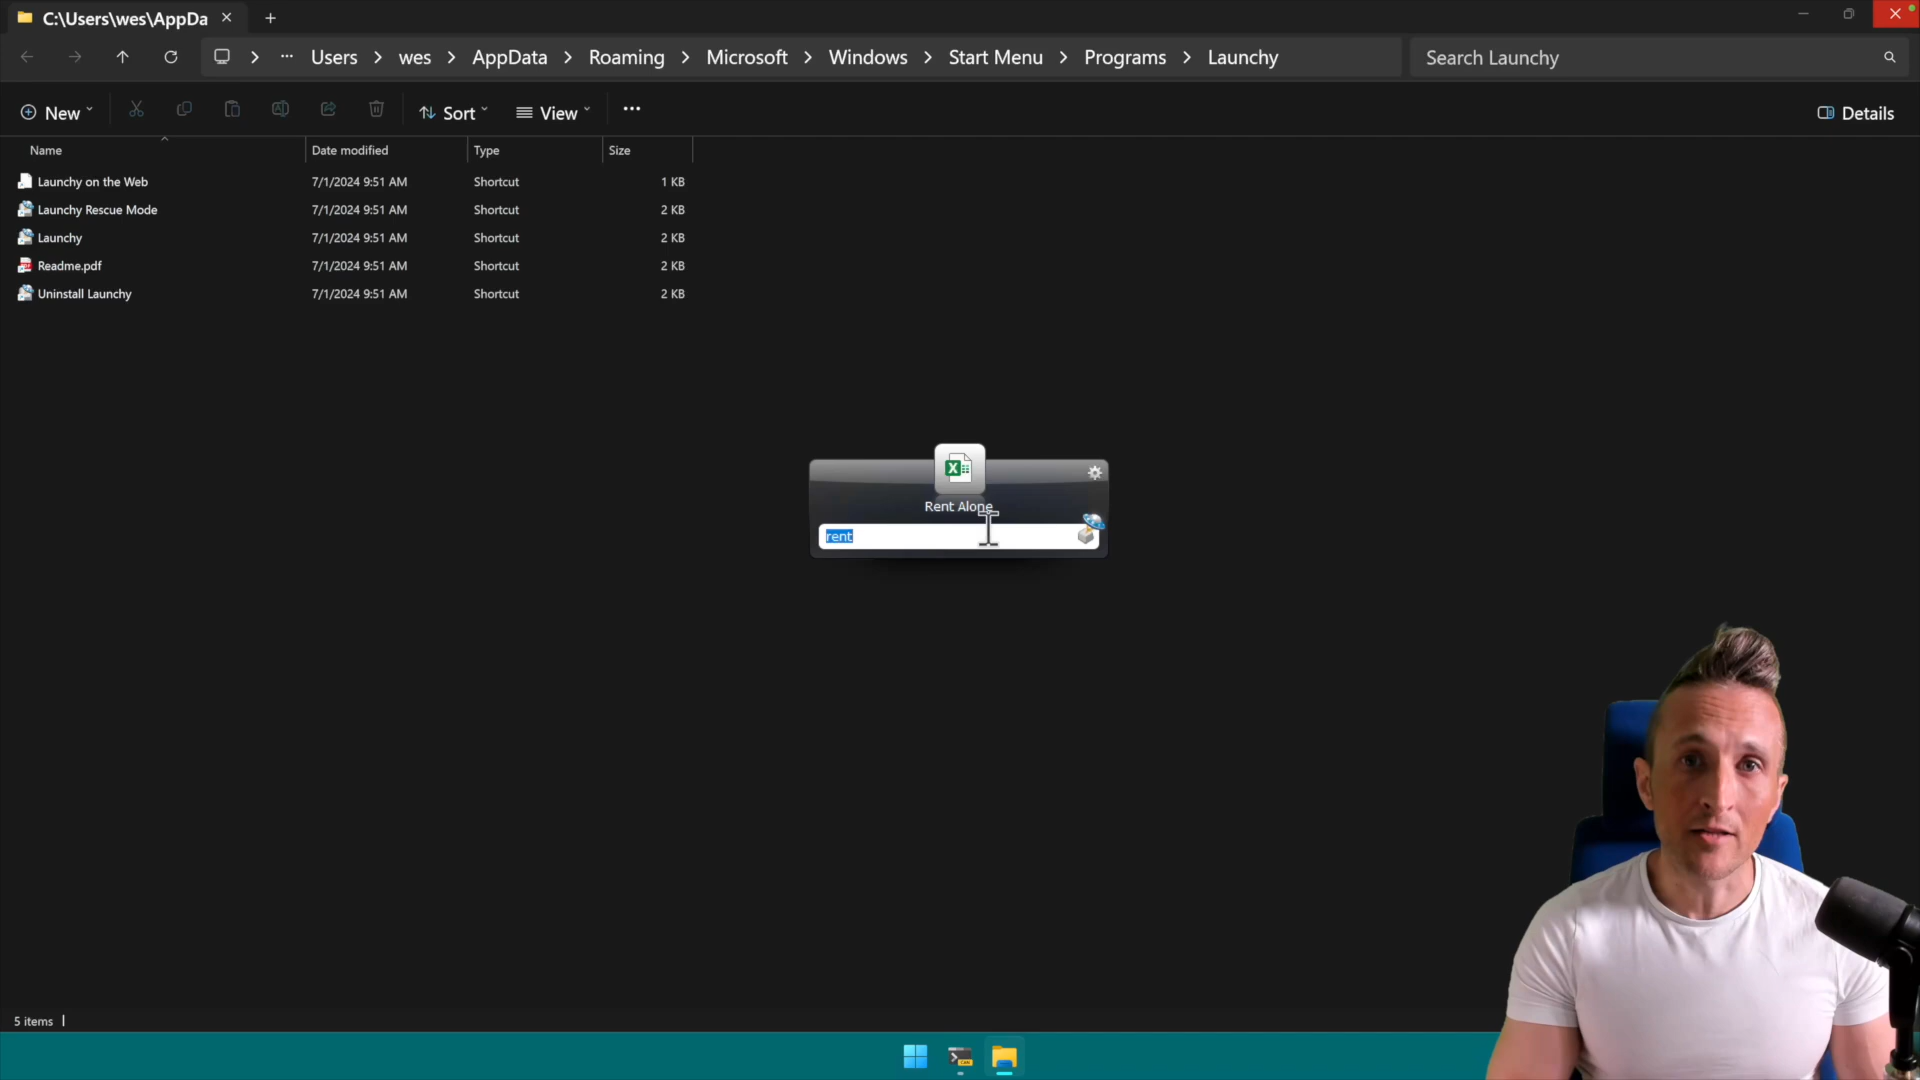 C:\Users\wes\AppDa
Users > wes > AppData > Roaming > Microsoft > Windows > Start Menu > Programs > Launchy
Search Launchy
New
Sort
View
Details
Name Date modified Type Size
Launchy on the Web 7/1/2024 9:51 AM Shortcut 1 KB
Launchy Rescue Mode 7/1/2024 9:51 AM Shortcut 2 KB
Launchy 7/1/2024 9:51 AM Shortcut 2 KB
Readme.pdf 7/1/2024 9:51 AM Shortcut 2 KB
Uninstall Launchy 7/1/2024 9:51 AM Shortcut 2 KB
Rent Alone
rent
5 items